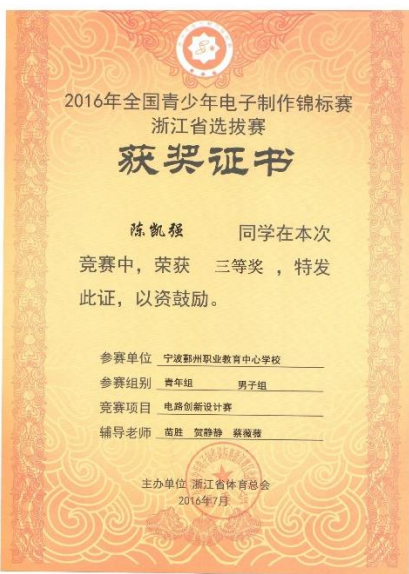 2016年全国青少年电子制作锦标赛
浙江省选拔赛
获奖证书
陈凯强 同学在本次
竞赛中，荣获 三等奖 ，特发
此证，以资鼓励。
参赛单位 宁波鄞州职业教育中心学校
参赛组别 青年组 男子组
竞赛项目 电路创新设计赛
辅导老师 苗胜 贺静静 蔡薇薇
主办单位 浙江省体育总会
2016年7月